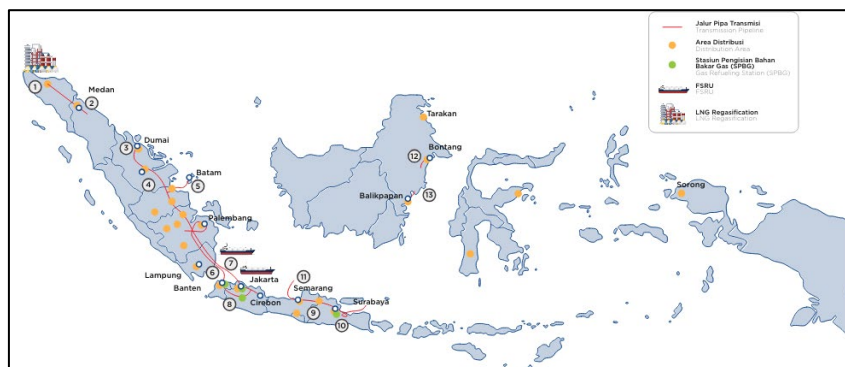 Jalur Pipa Transmisi
Transmission Pipeline
Area Distribusi
Distribution Area
Stasiun Pengisian Bahan
Bakar Gas (SPBG)
Gas Refueling Station (SPBG)
FSRU
FSRU
LNG Regasification
LNG Regasification
1
Medan
2
Tarakan
3
Dumai
12
Bontang
4
Batam
5
Balikpapan
13
Sorong
Palembang
Lampung
6
7
11
Banten
Jakarta
Semarang
8
Cirebon
9
Surabaya
10